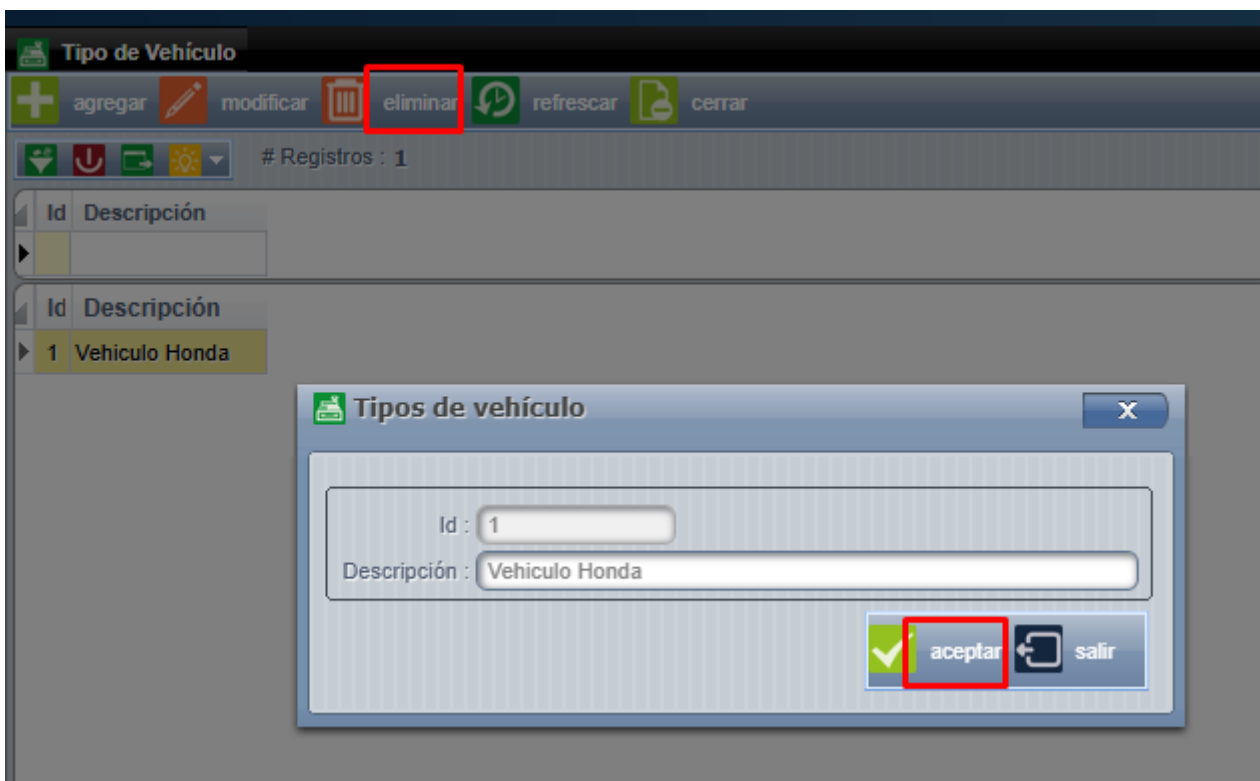 Tipo de Vehículo
agregar modificar eliminar refrescar cerrar
# Registros : 1
Id Descripción
Id Descripción
1 Vehiculo Honda
Tipos de vehículo
x
Id : 1
Descripción : Vehiculo Honda
aceptar salir